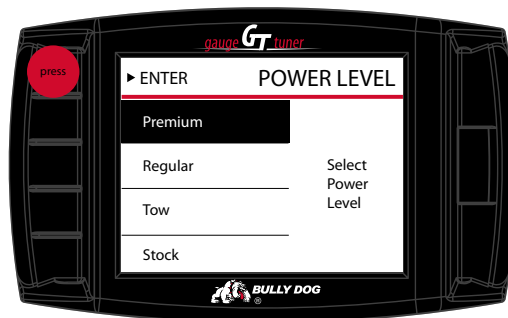 gauge GT tuner
press
ENTER POWER LEVEL
Premium
Regular
Tow
Stock
Select
Power
Level
BULLY DOG
®